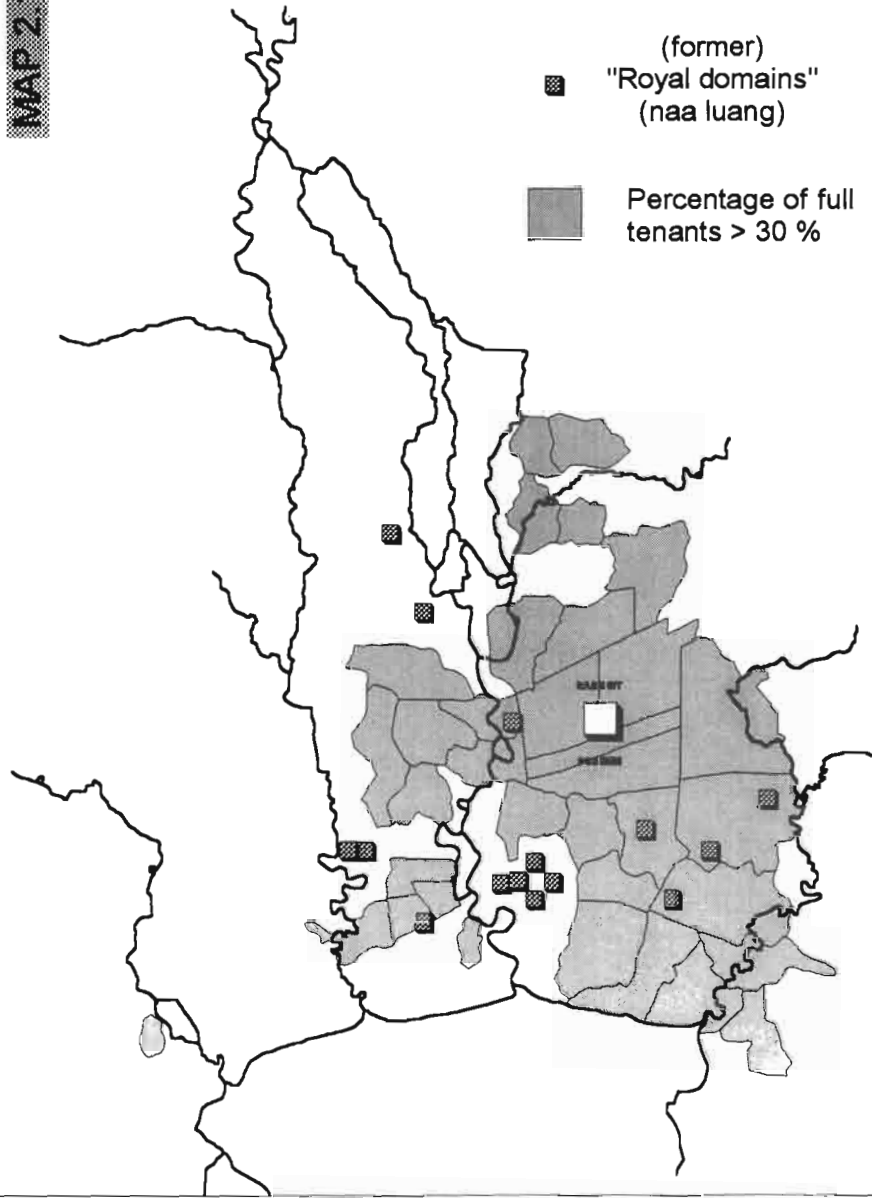 MAP 2.
(former)
"Royal domains"
(naa luang)
Percentage of full
tenants > 30 %